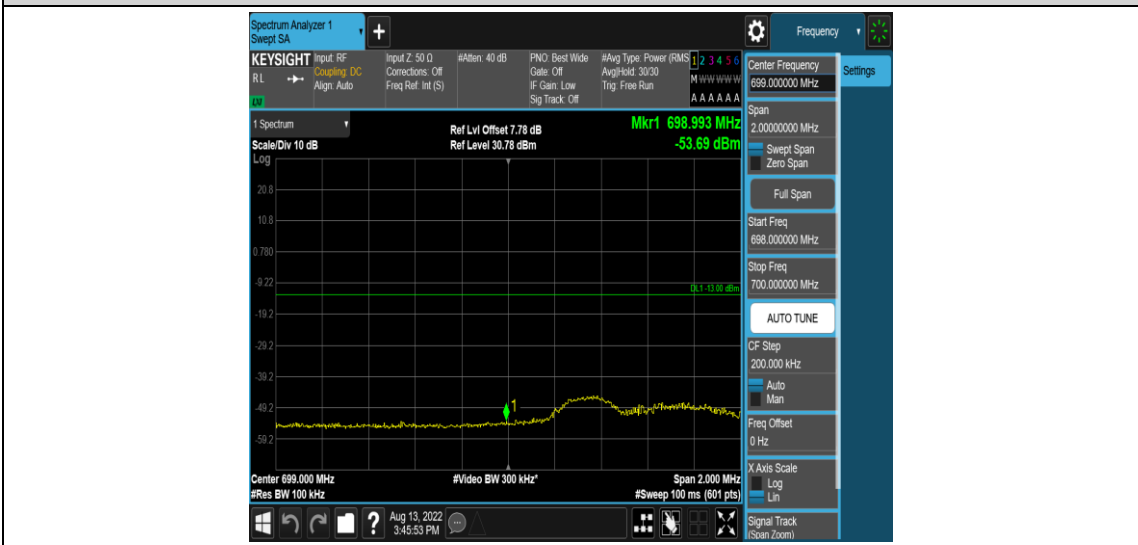 Spectrum Analyzer 1
Swept SA
+
Frequency
KEYSIGHT
RL
LXI
Input: RF
Coupling: DC
Align: Auto
Input Z: 50 Ω
Corrections: Off
Freq Ref: Int (S)
#Atten: 40 dB
PNO: Best Wide
Gate: Off
IF Gain: Low
Sig Track: Off
#Avg Type: Power (RMS
Avg|Hold: 30/30
Trig: Free Run
1 2 3 4 5 6
M W W W W W
A A A A A A
1 Spectrum
Scale/Div 10 dB
Ref Lvl Offset 7.78 dB
Ref Level 30.78 dBm
Mkr1 698.993 MHz
-53.69 dBm
Log
20.8
10.8
0.780
-9.22
DL1 -13.00 dBm
-19.2
-29.2
-39.2
-49.2
-59.2
1
Center 699.000 MHz
#Res BW 100 kHz
#Video BW 300 kHz*
Span 2.000 MHz
#Sweep 100 ms (601 pts)
?
Aug 13, 2022
3:45:53 PM
Center Frequency
699.000000 MHz
Settings
Span
2.00000000 MHz
Swept Span
Zero Span
Full Span
Start Freq
698.000000 MHz
Stop Freq
700.000000 MHz
AUTO TUNE
CF Step
200.000 kHz
Auto
Man
Freq Offset
0 Hz
X Axis Scale
Log
Lin
Signal Track
(Span Zoom)